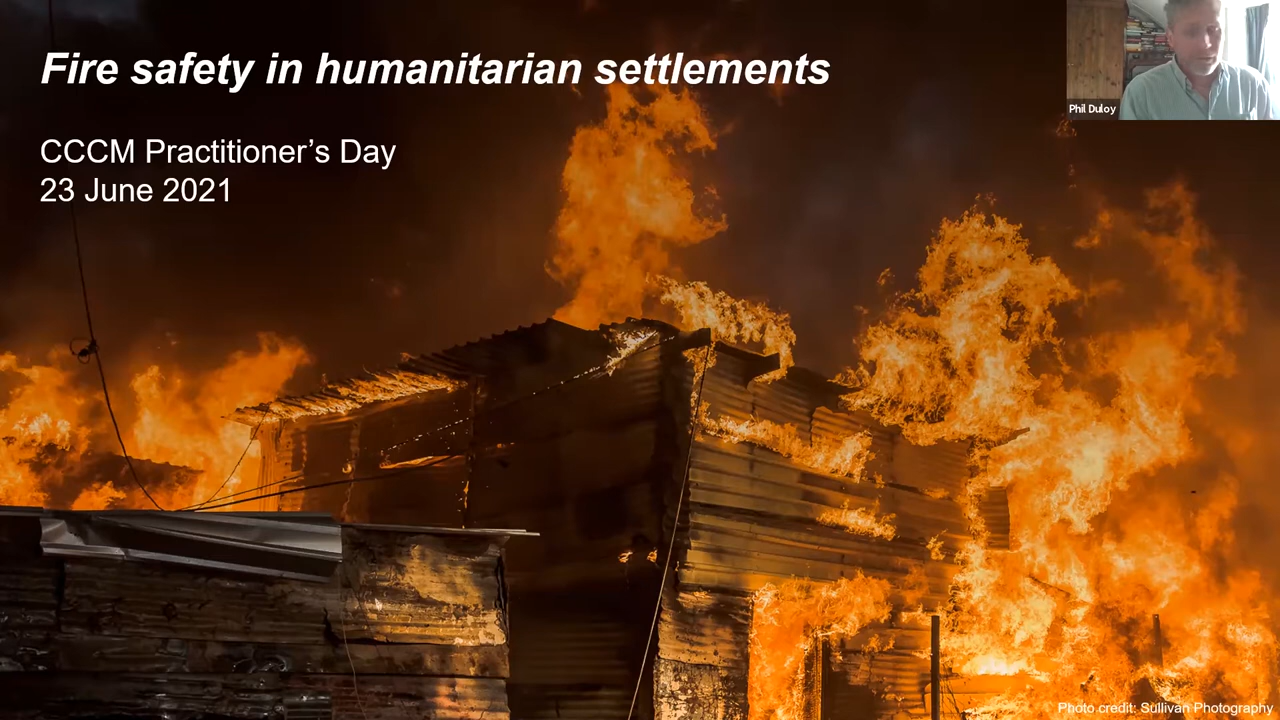 Fire safety in humanitarian settlements
CCCM Practitioner's Day
23 June 2021
Phil Duloy
Photo credit: Sullivan Photography